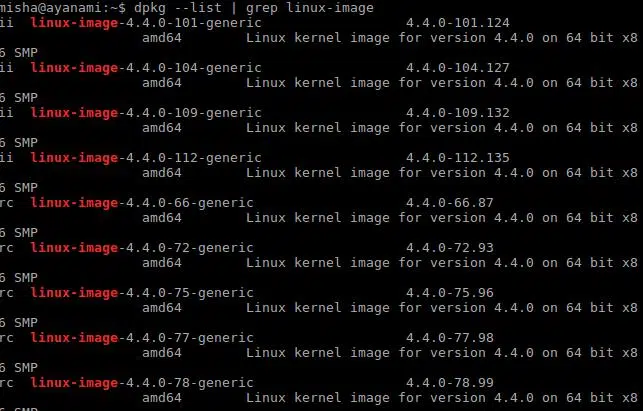 misha@ayanami:~$ dpkg --list | grep linux-image
ii linux-image-4.4.0-101-generic 4.4.0-101.124
amd64 Linux kernel image for version 4.4.0 on 64 bit x8
6 SMP
ii linux-image-4.4.0-104-generic 4.4.0-104.127
amd64 Linux kernel image for version 4.4.0 on 64 bit x8
6 SMP
ii linux-image-4.4.0-109-generic 4.4.0-109.132
amd64 Linux kernel image for version 4.4.0 on 64 bit x8
6 SMP
ii linux-image-4.4.0-112-generic 4.4.0-112.135
amd64 Linux kernel image for version 4.4.0 on 64 bit x8
6 SMP
rc linux-image-4.4.0-66-generic 4.4.0-66.87
amd64 Linux kernel image for version 4.4.0 on 64 bit x8
6 SMP
rc linux-image-4.4.0-72-generic 4.4.0-72.93
amd64 Linux kernel image for version 4.4.0 on 64 bit x8
6 SMP
rc linux-image-4.4.0-75-generic 4.4.0-75.96
amd64 Linux kernel image for version 4.4.0 on 64 bit x8
6 SMP
rc linux-image-4.4.0-77-generic 4.4.0-77.98
amd64 Linux kernel image for version 4.4.0 on 64 bit x8
6 SMP
rc linux-image-4.4.0-78-generic 4.4.0-78.99
amd64 Linux kernel image for version 4.4.0 on 64 bit x8